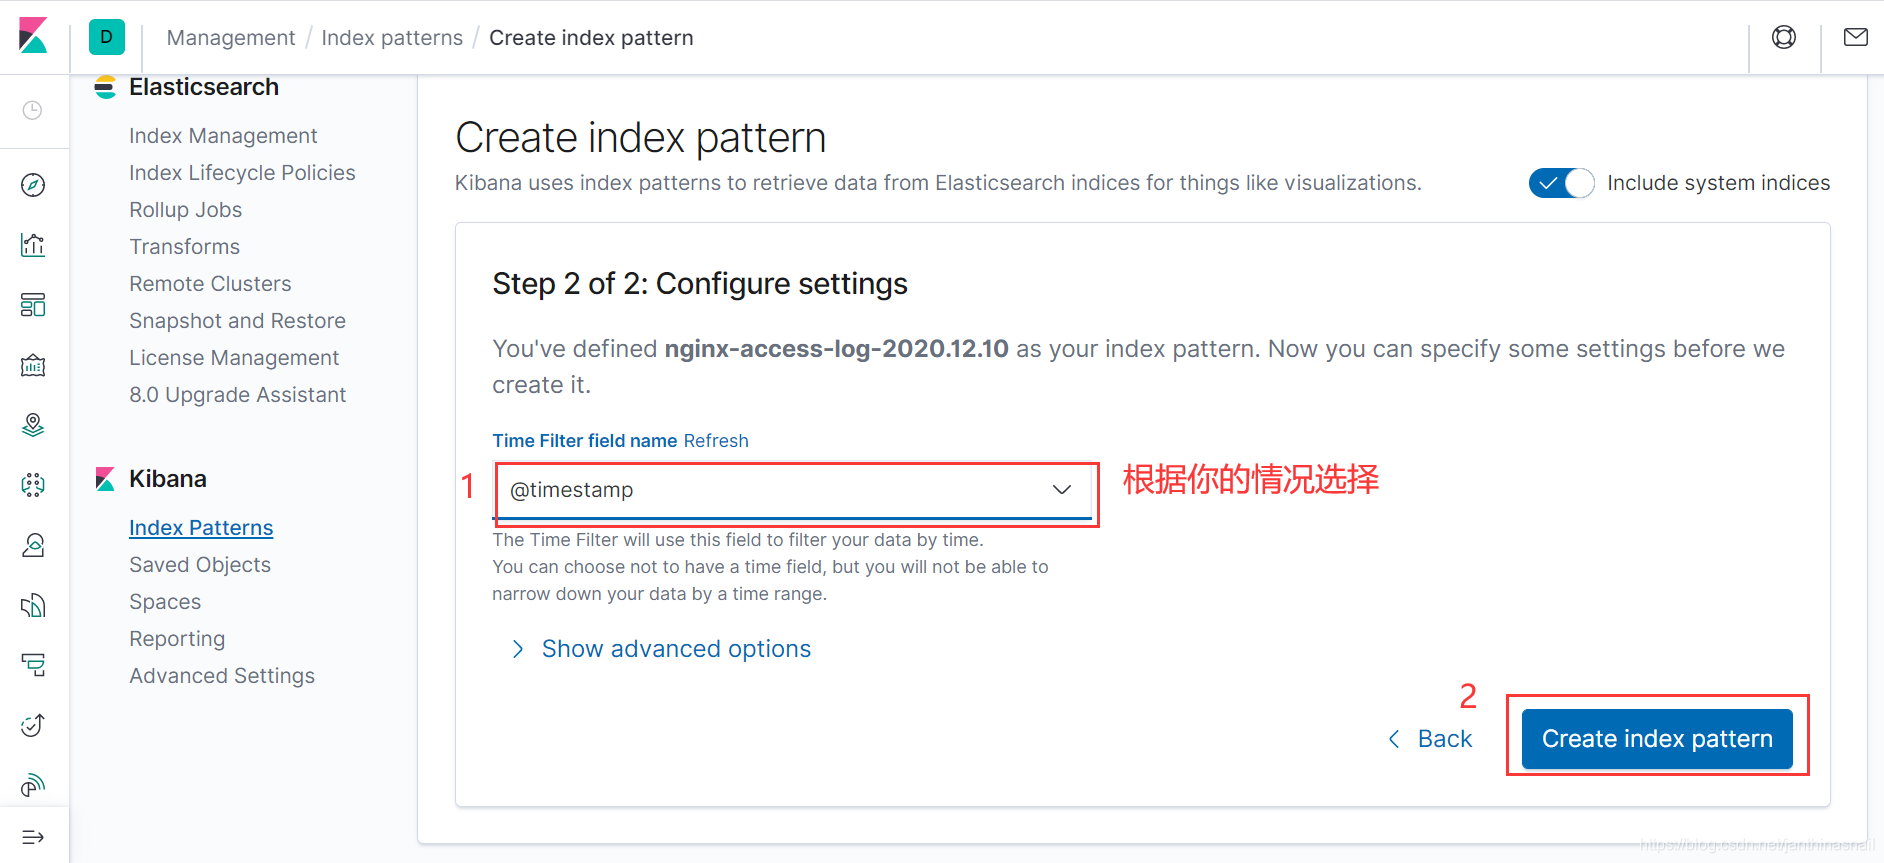 D
Management / Index patterns / Create index pattern
Elasticsearch
Index Management
Index Lifecycle Policies
Rollup Jobs
Transforms
Remote Clusters
Snapshot and Restore
License Management
8.0 Upgrade Assistant
Kibana
Index Patterns
Saved Objects
Spaces
Reporting
Advanced Settings
Create index pattern
Kibana uses index patterns to retrieve data from Elasticsearch indices for things like visualizations.
Include system indices
Step 2 of 2: Configure settings
You've defined nginx-access-log-2020.12.10 as your index pattern. Now you can specify some settings before we
create it.
Time Filter field name Refresh
1
@timestamp
根据你的情况选择
The Time Filter will use this field to filter your data by time.
You can choose not to have a time field, but you will not be able to
narrow down your data by a time range.
Show advanced options
2
Back
Create index pattern
https://blog.csdn.net/janthinasnail